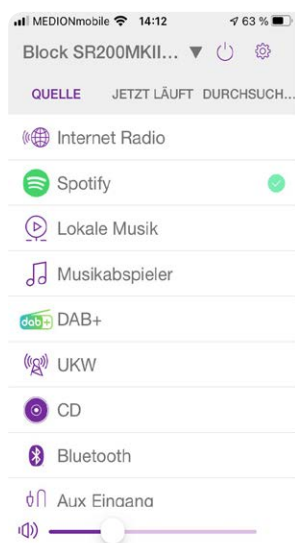 MEDIONmobile 14:12 63 %
Block SR200MKII... ▼
QUELLE JETZT LÄUFT DURCHSUCH...
Internet Radio
Spotify
Lokale Musik
Musikabspieler
dab+ DAB+
UKW
CD
Bluetooth
Aux Eingang